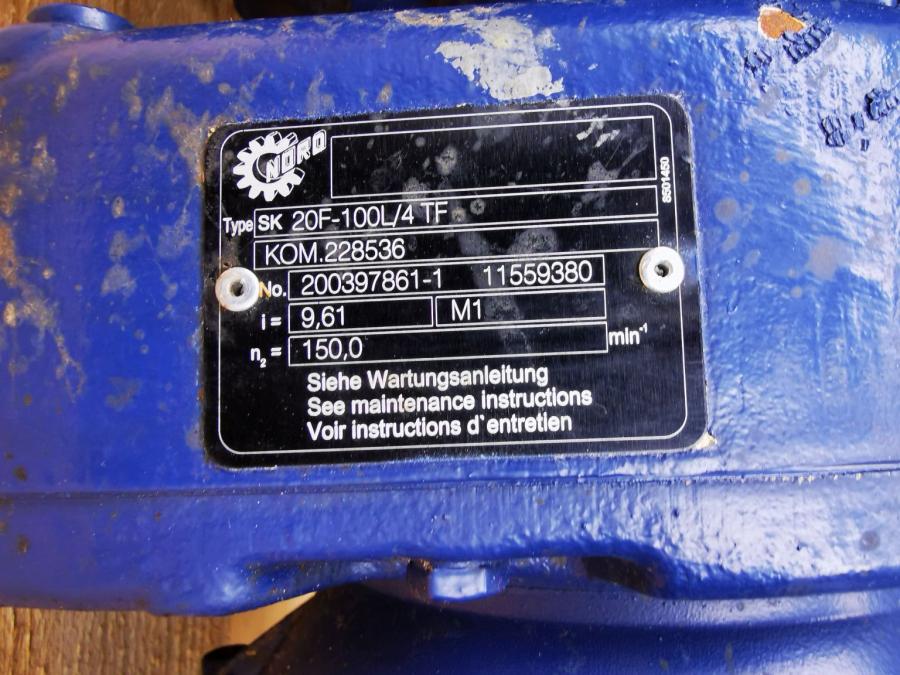 NORD
8501450
Type SK 20F-100L/4 TF
KOM.228536
No. 200397861-1 11559380
i = 9,61 M1
n₂ = 150,0 min⁻¹
Siehe Wartungsanleitung
See maintenance instructions
Voir instructions d'entretien